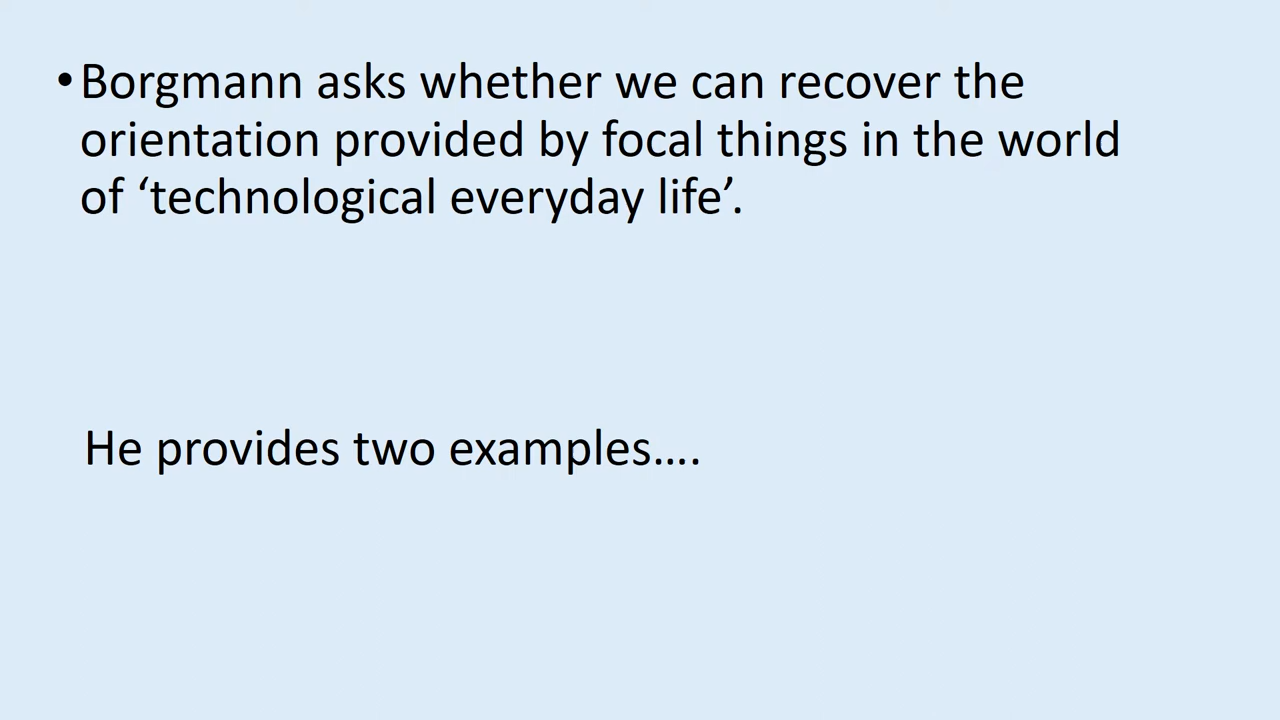 •Borgmann asks whether we can recover the
orientation provided by focal things in the world
of ‘technological everyday life’.
He provides two examples….